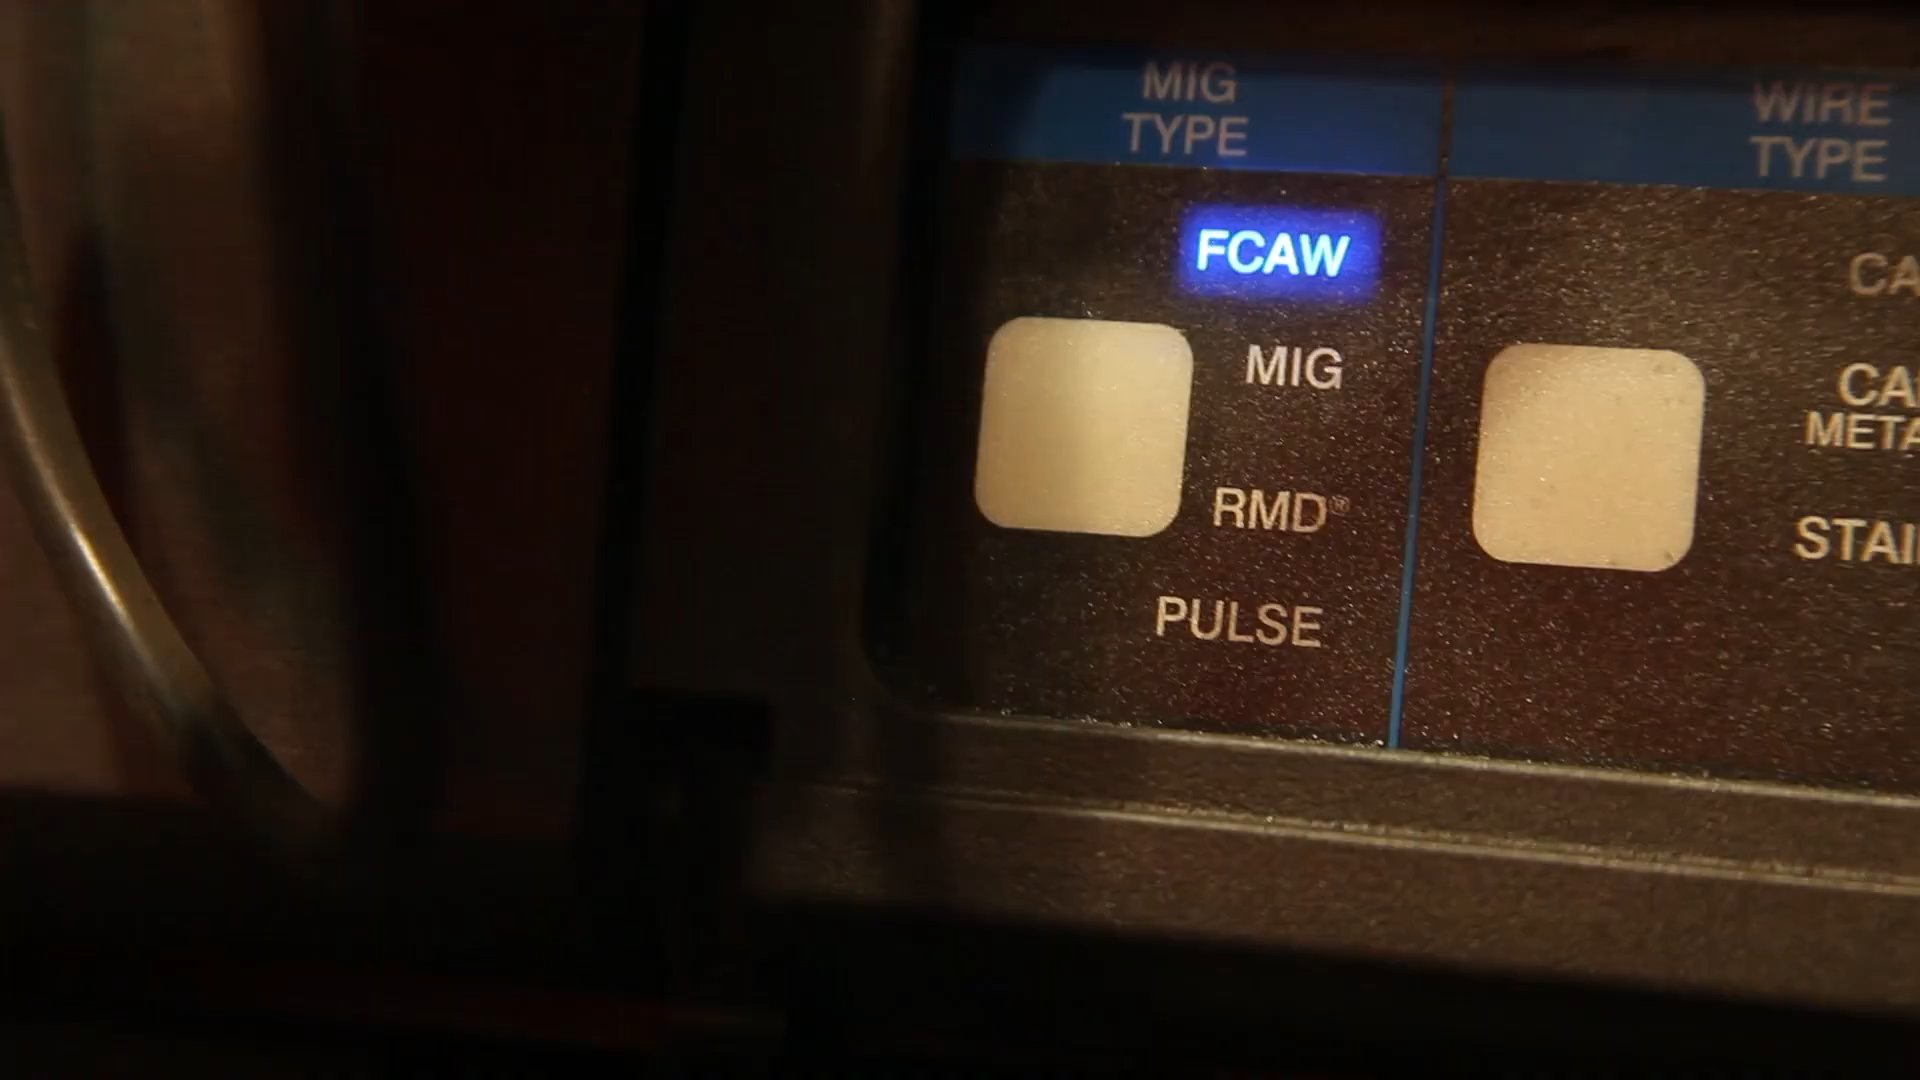 MIG
TYPE
FCAW
MIG
RMD®
PULSE
WIRE
TYPE
CA
CA
META
STAI